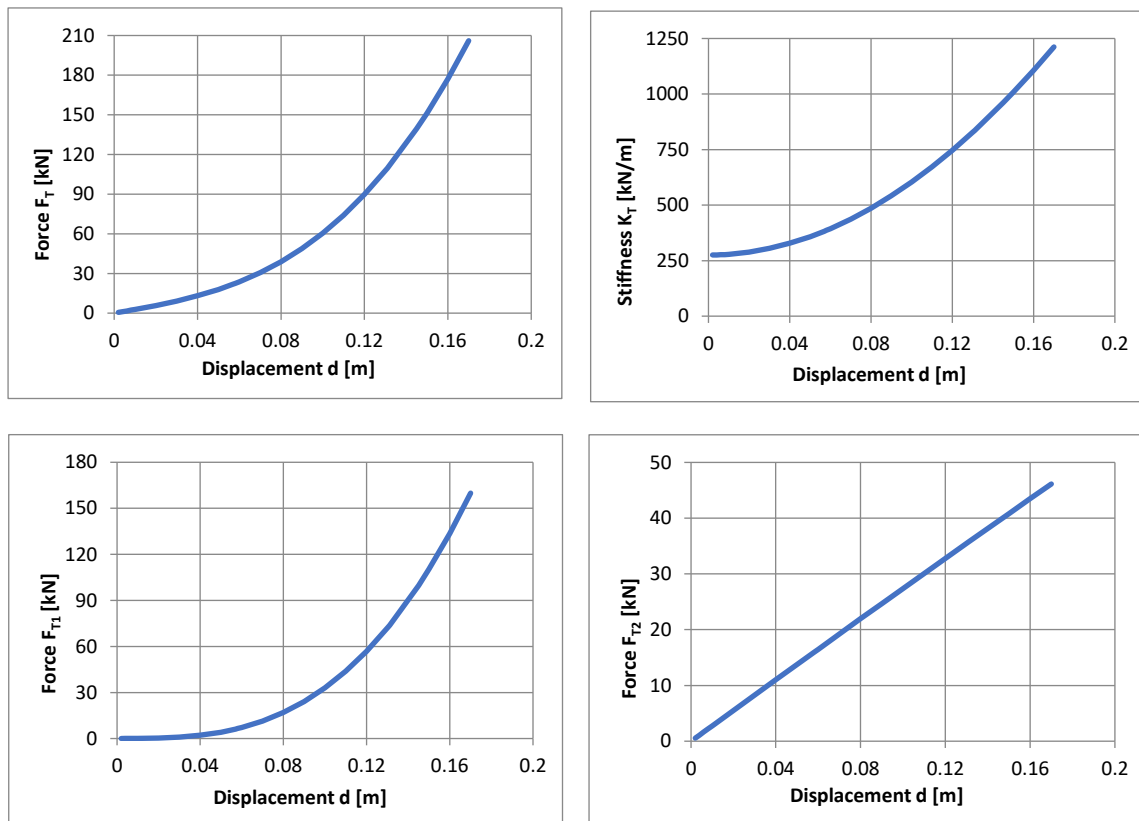 210
180
150
120
90
60
30
0
Force F_T [kN]
0 0.04 0.08 0.12 0.16 0.2
Displacement d [m]
1250
1000
750
500
250
0
Stiffness K_T [kN/m]
0 0.04 0.08 0.12 0.16 0.2
Displacement d [m]
180
150
120
90
60
30
0
Force F_T1 [kN]
0 0.04 0.08 0.12 0.16 0.2
Displacement d [m]
50
40
30
20
10
0
Force F_T2 [kN]
0 0.04 0.08 0.12 0.16 0.2
Displacement d [m]